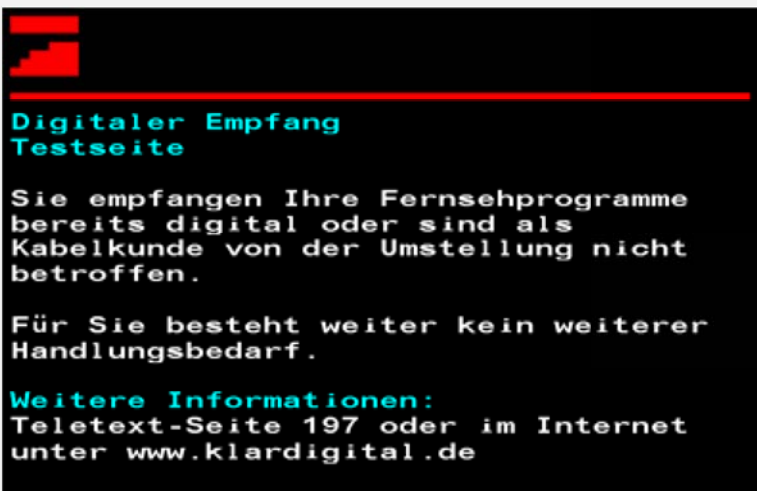 Digitaler Empfang
Testseite
Sie empfangen Ihre Fernsehprogramme
bereits digital oder sind als
Kabelkunde von der Umstellung nicht
betroffen.
Für Sie besteht weiter kein weiterer
Handlungsbedarf.
Weitere Informationen:
Teletext-Seite 197 oder im Internet
unter www.klardigital.de